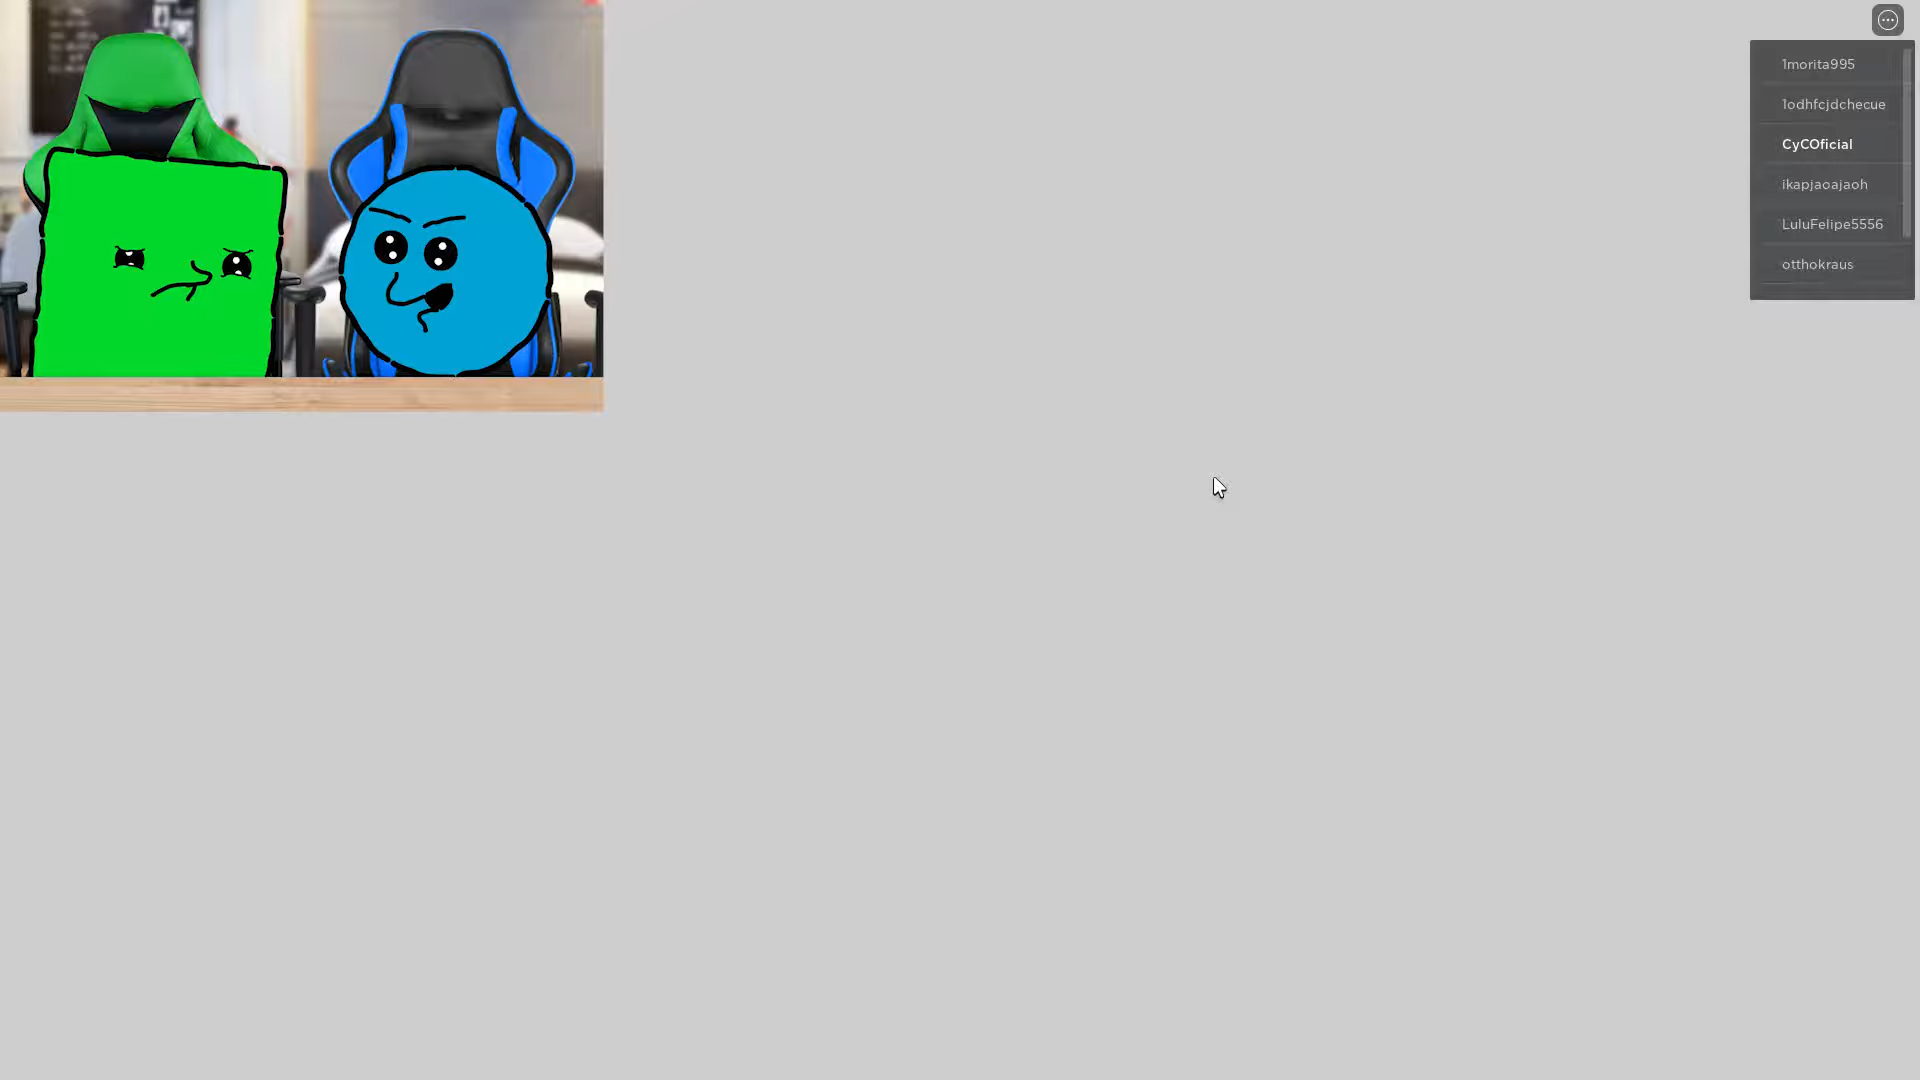 1morita995
1odhfcjdchecue
CyCOficial
ikapjaoajaoh
LuluFelipe5556
otthokraus